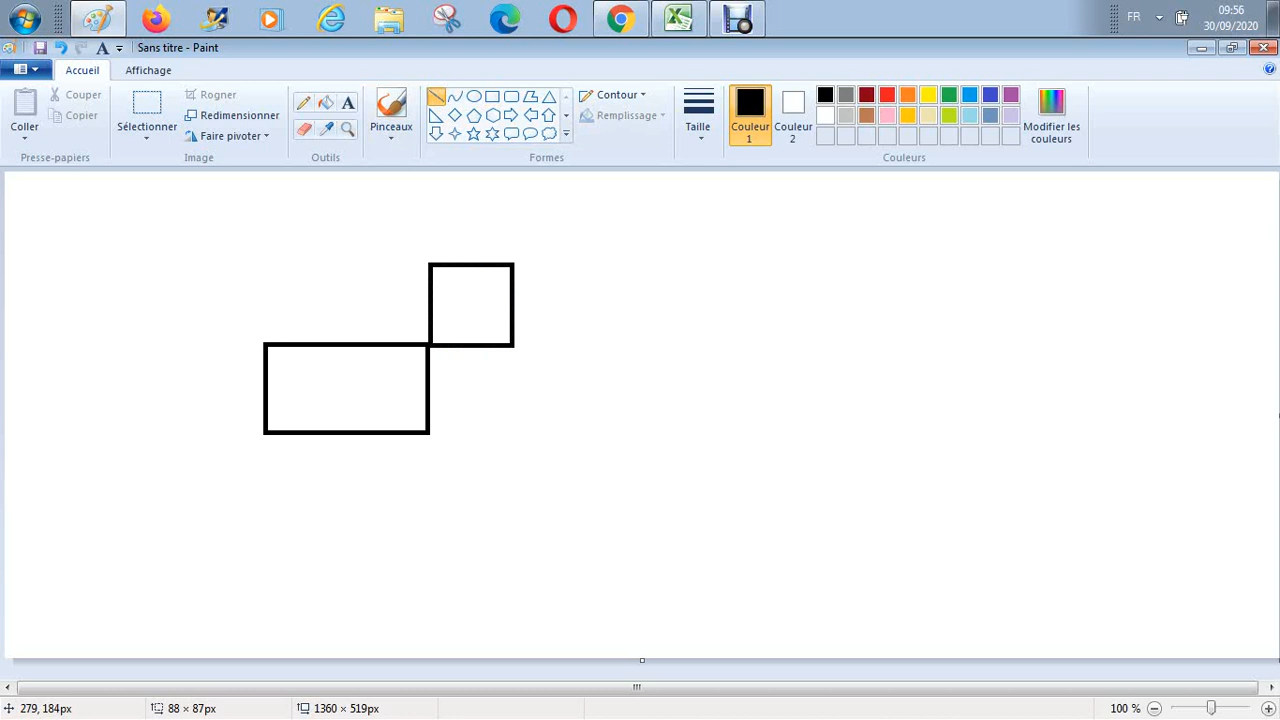 FR
09:56
30/09/2020
Sans titre - Paint
Accueil
Affichage
Coller
Couper
Copier
Presse-papiers
Sélectionner
Rogner
Redimensionner
Faire pivoter
Image
A
Outils
Pinceaux
Contour
Remplissage
Formes
Taille
Couleur 1
Couleur 2
Modifier les couleurs
Couleurs
279, 184px
88 × 87px
1360 × 519px
100 %